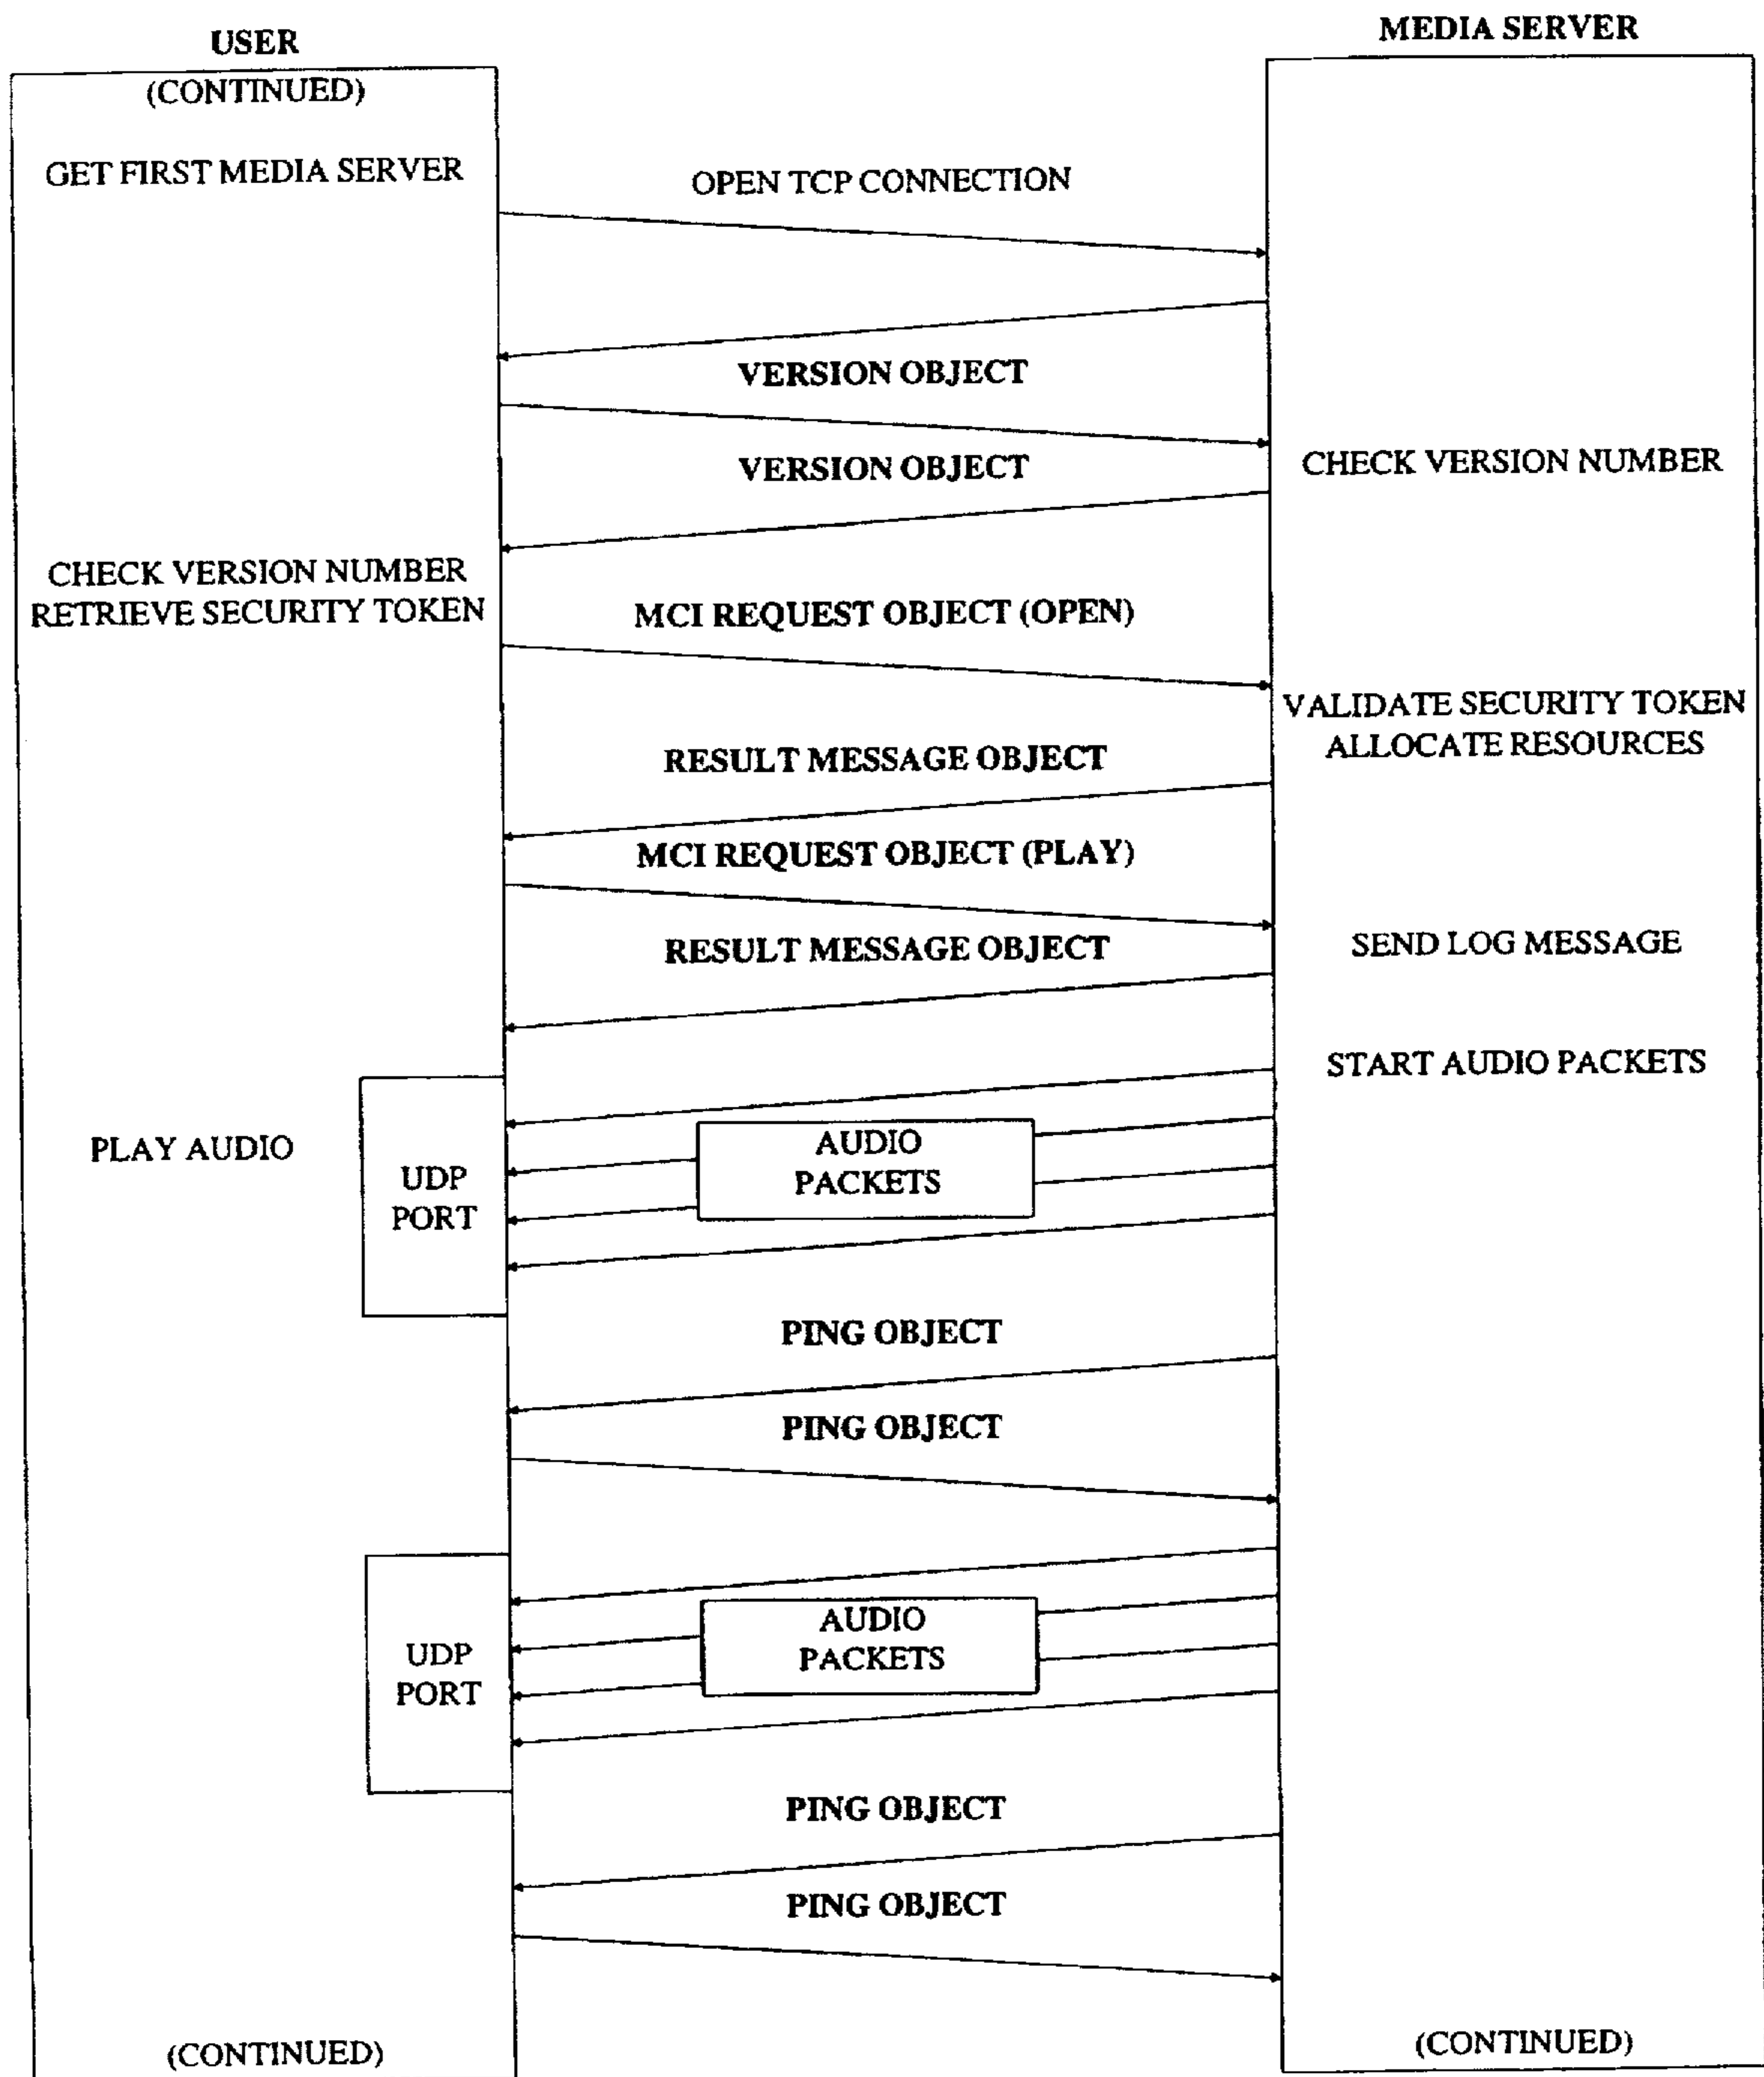 USER
MEDIA SERVER
(CONTINUED)
GET FIRST MEDIA SERVER
OPEN TCP CONNECTION
VERSION OBJECT
VERSION OBJECT
CHECK VERSION NUMBER
CHECK VERSION NUMBER
RETRIEVE SECURITY TOKEN
MCI REQUEST OBJECT (OPEN)
VALIDATE SECURITY TOKEN
ALLOCATE RESOURCES
RESULT MESSAGE OBJECT
MCI REQUEST OBJECT (PLAY)
RESULT MESSAGE OBJECT
SEND LOG MESSAGE
START AUDIO PACKETS
PLAY AUDIO
UDP
PORT
AUDIO
PACKETS
PING OBJECT
PING OBJECT
UDP
PORT
AUDIO
PACKETS
PING OBJECT
PING OBJECT
(CONTINUED)
(CONTINUED)